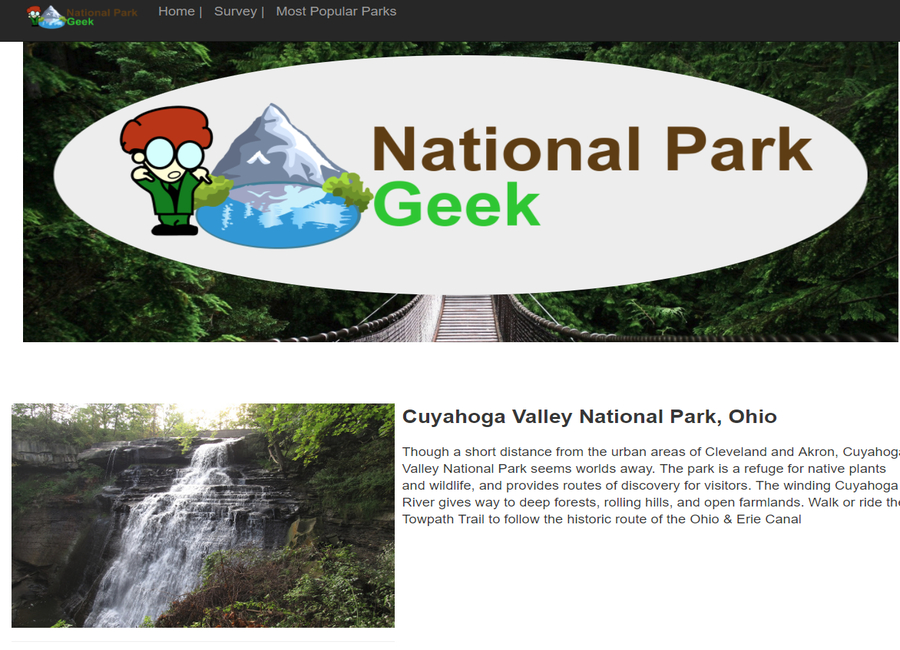 National Park
Geek
Home | Survey | Most Popular Parks
National Park
Geek
Cuyahoga Valley National Park, Ohio
Though a short distance from the urban areas of Cleveland and Akron, Cuyahoga
Valley National Park seems worlds away. The park is a refuge for native plants
and wildlife, and provides routes of discovery for visitors. The winding Cuyahoga
River gives way to deep forests, rolling hills, and open farmlands. Walk or ride the
Towpath Trail to follow the historic route of the Ohio & Erie Canal